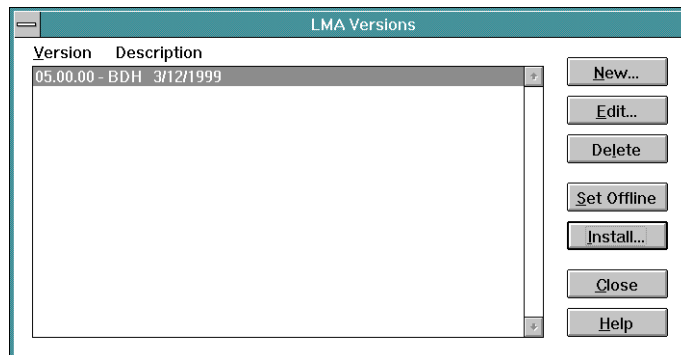 LMA Versions
Version Description
05.00.00 - BDH 3/12/1999
New...
Edit...
Delete
Set Offline
Install...
Close
Help